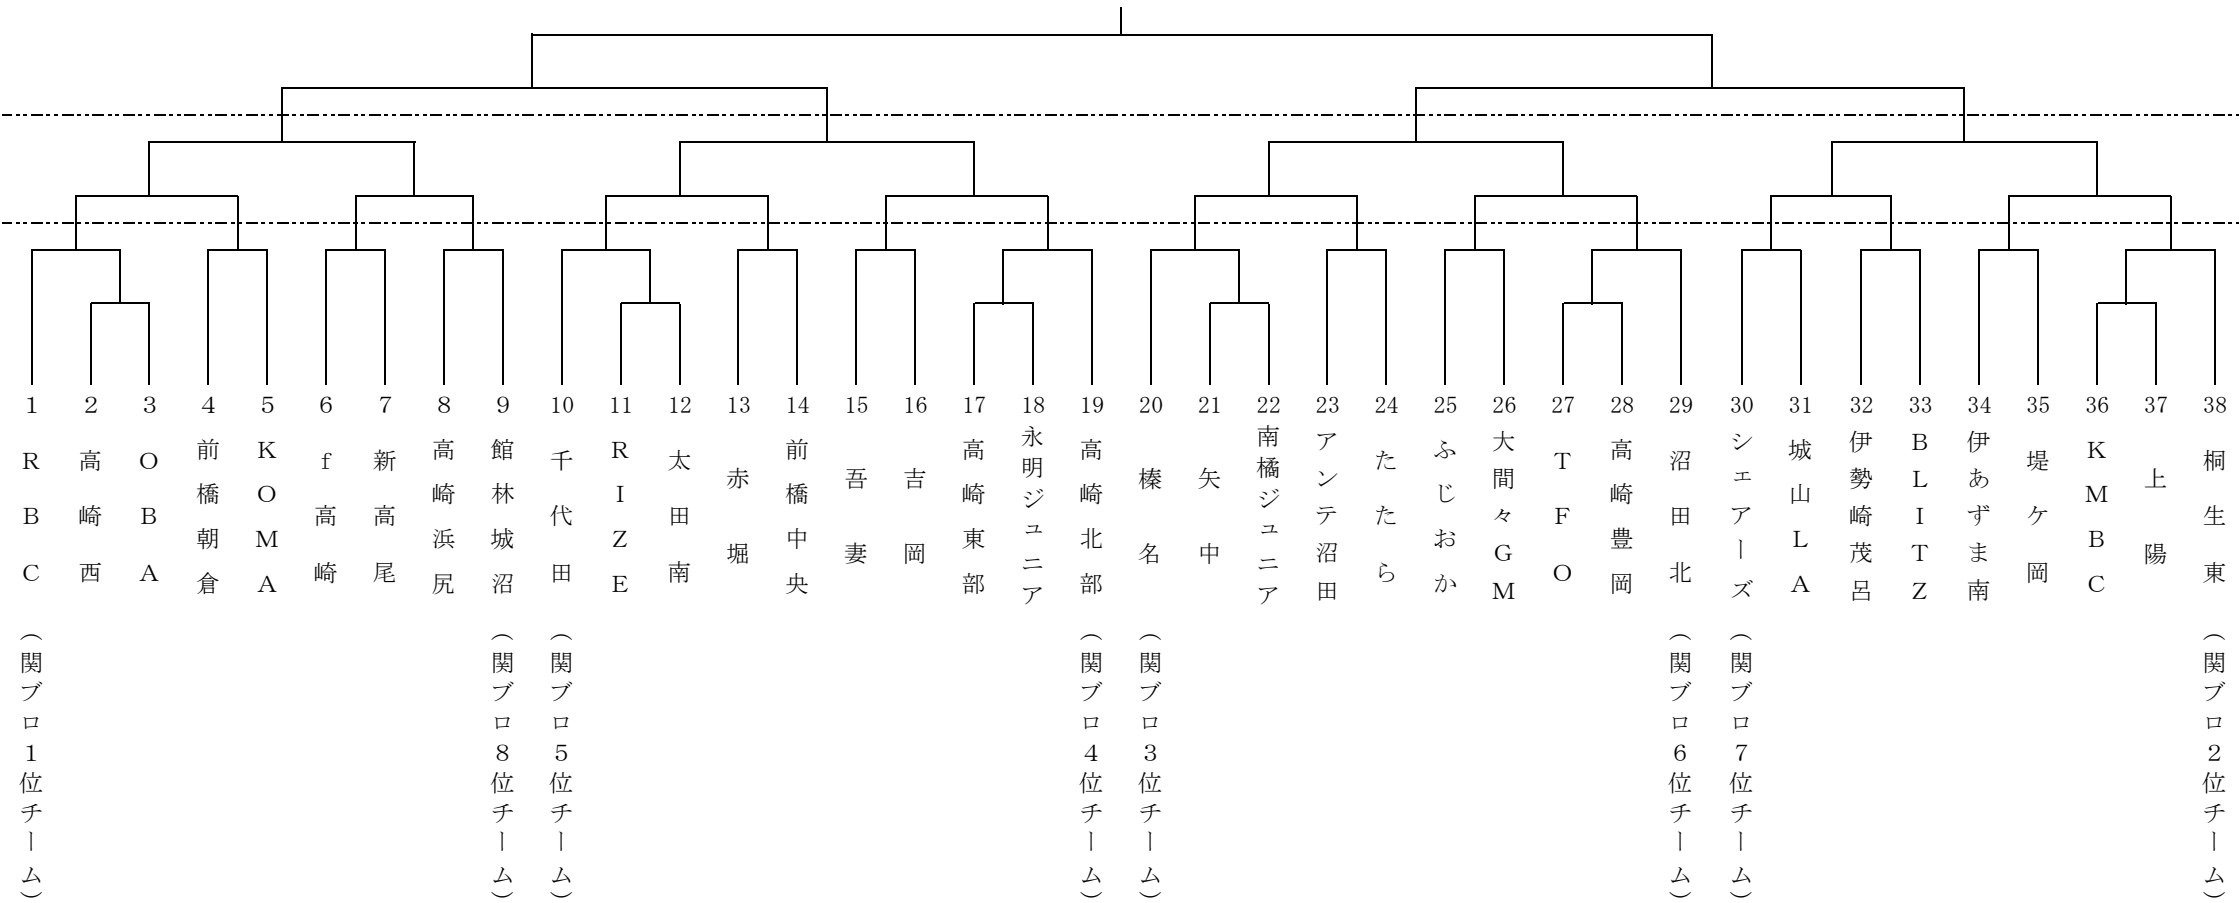 1 RBC (関ブロ1位チーム)
2 高崎西
3 OBA
4 前橋朝倉
5 KOMA
6 f高崎
7 新高尾
8 高崎浜尻
9 館林城沼 (関ブロ8位チーム)
10 千代田 (関ブロ5位チーム)
11 RIZE
12 太田南
13 赤堀
14 前橋中央
15 吾妻
16 吉岡
17 高崎東部
18 永明ジュニア
19 高崎北部 (関ブロ4位チーム)
20 榛名 (関ブロ3位チーム)
21 矢中
22 南橘ジュニア
23 アンテ沼田
24 たたら
25 ふじおか
26 大間々GM
27 TFO
28 高崎豊岡
29 沼田北 (関ブロ6位チーム)
30 シェアーズ (関ブロ7位チーム)
31 城山LA
32 伊勢崎茂呂
33 BLITZ
34 伊あずま南
35 堤ケ岡
36 KMBC
37 上陽
38 桐生東 (関ブロ2位チーム)